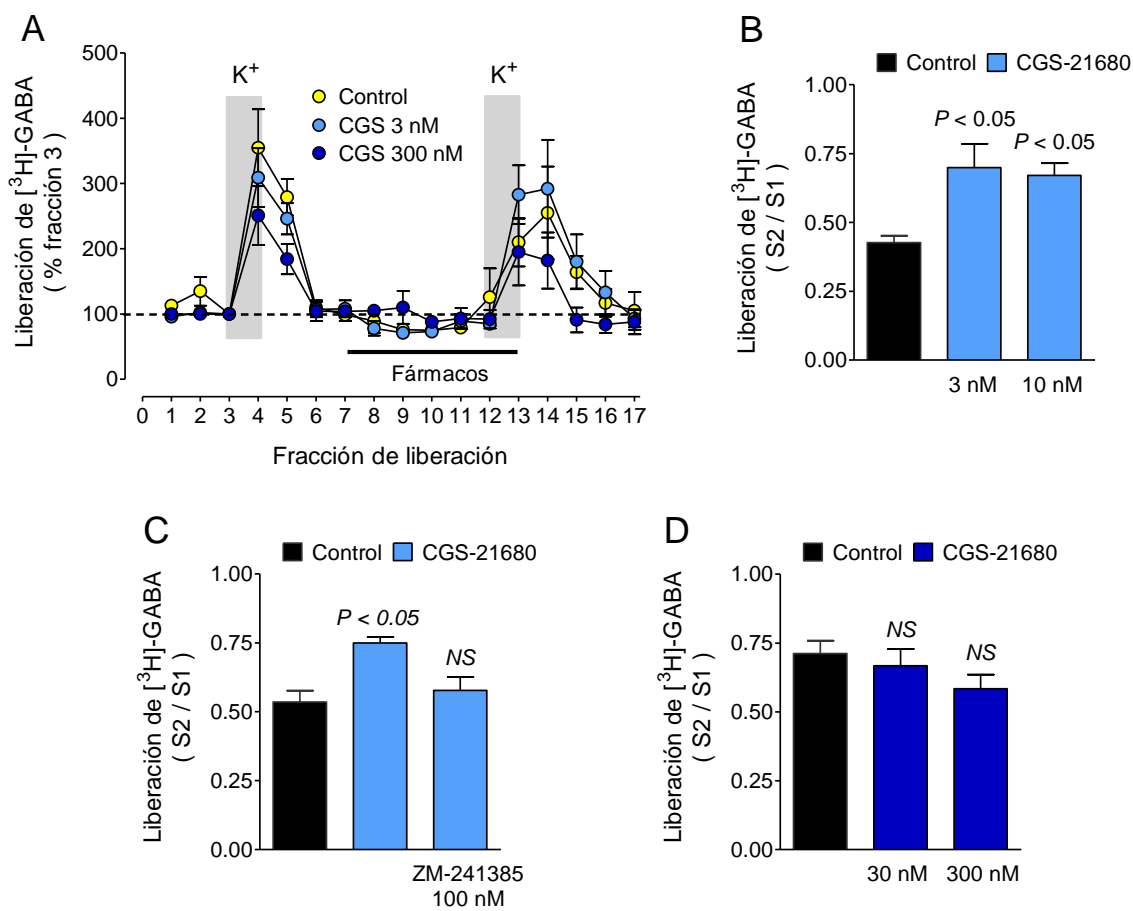 A
Liberación de [³H]-GABA
( % fracción 3 )
500
400
300
200
100
0
K⁺
K⁺
Control
CGS 3 nM
CGS 300 nM
Fármacos
0 1 2 3 4 5 6 7 8 9 10 11 12 13 14 15 16 17
Fracción de liberación
B
Control CGS-21680
Liberación de [³H]-GABA
( S2 / S1 )
1.00
0.75
0.50
0.25
0.00
P < 0.05
P < 0.05
3 nM 10 nM
C
Control CGS-21680
Liberación de [³H]-GABA
( S2 / S1 )
1.00
0.75
0.50
0.25
0.00
P < 0.05
NS
ZM-241385
100 nM
D
Control CGS-21680
Liberación de [³H]-GABA
( S2 / S1 )
1.00
0.75
0.50
0.25
0.00
NS
NS
30 nM 300 nM